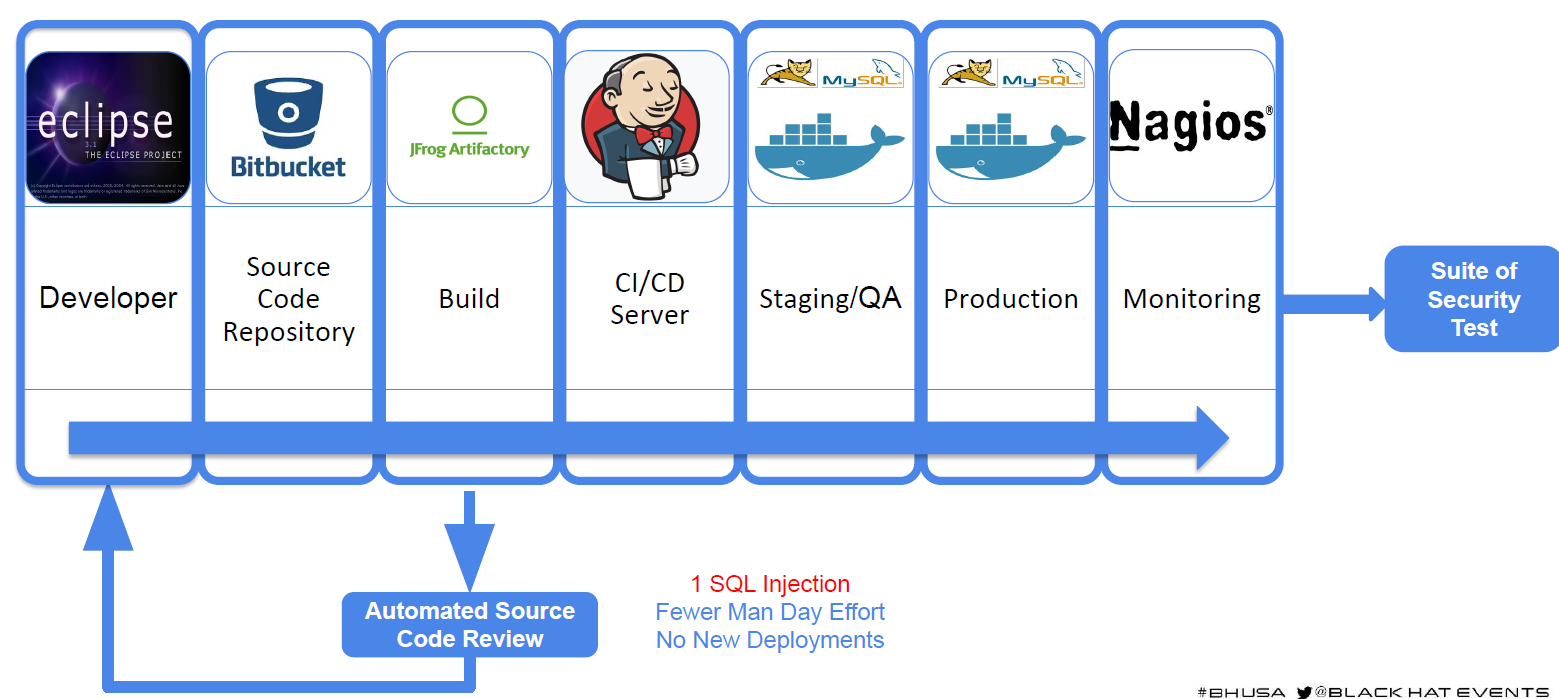 eclipse
3.1
THE ECLIPSE PROJECT
Bitbucket
JFrog Artifactory
MySQL
MySQL
Nagios®
Developer
Source
Code
Repository
Build
CI/CD
Server
Staging/QA
Production
Monitoring
Suite of
Security
Test
Automated Source
Code Review
1 SQL Injection
Fewer Man Day Effort
No New Deployments
#BHUSA @BLACK HAT EVENTS